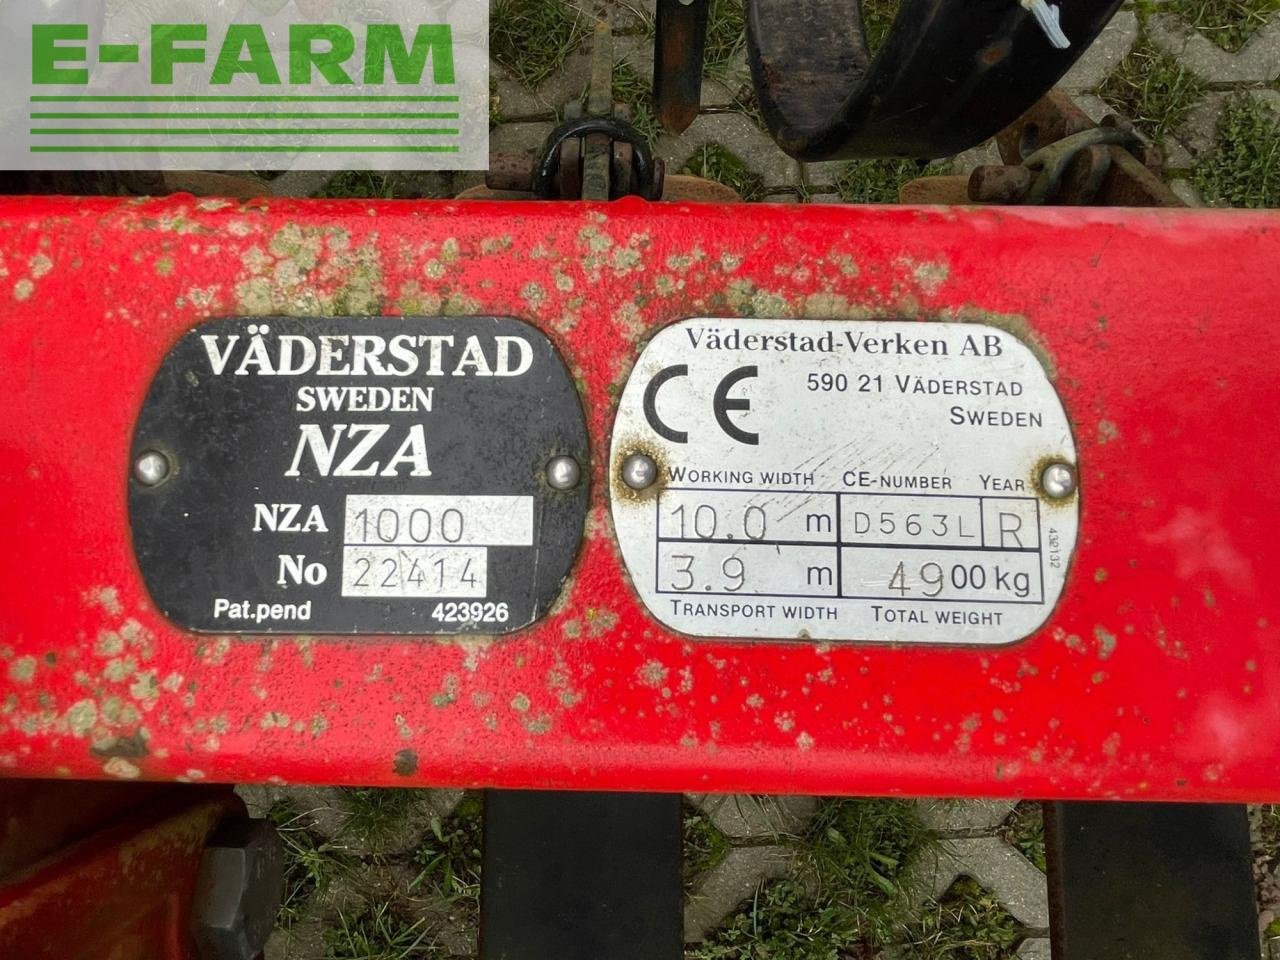 E-FARM
VÄDERSTAD
SWEDEN
NZA
NZA 1000
No 22414
Pat.pend 423926
Väderstad-Verken AB
CE
590 21 VÄDERSTAD
SWEDEN
WORKING WIDTH CE-NUMBER YEAR
10.0 m D563L R
3.9 m 4900 kg
TRANSPORT WIDTH TOTAL WEIGHT
432132